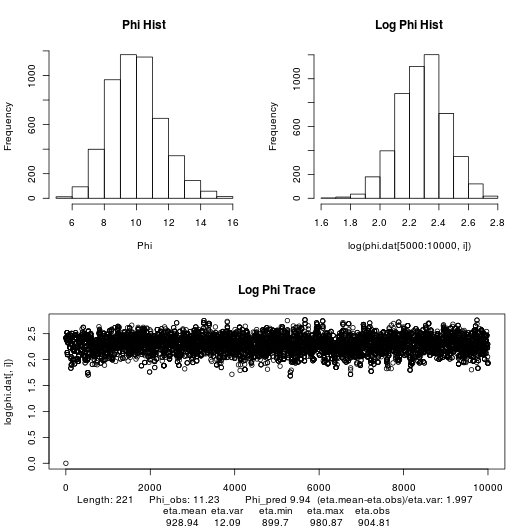 Phi Hist
Log Phi Hist
Frequency
0
200
600
1000
6 8 10 12 14 16
Phi
Frequency
0
200
600
1000
1.6 1.8 2.0 2.2 2.4 2.6 2.8
log(phi.dat[5000:10000, i])
Log Phi Trace
log(phi.dat[, i])
0.0 0.5 1.0 1.5 2.0 2.5
0 2000 4000 6000 8000 10000
Length: 221 Phi_obs: 11.23 Phi_pred 9.94 (eta.mean-eta.obs)/eta.var: 1.997
eta.mean eta.var eta.min eta.max eta.obs
928.94 12.09 899.7 980.87 904.81